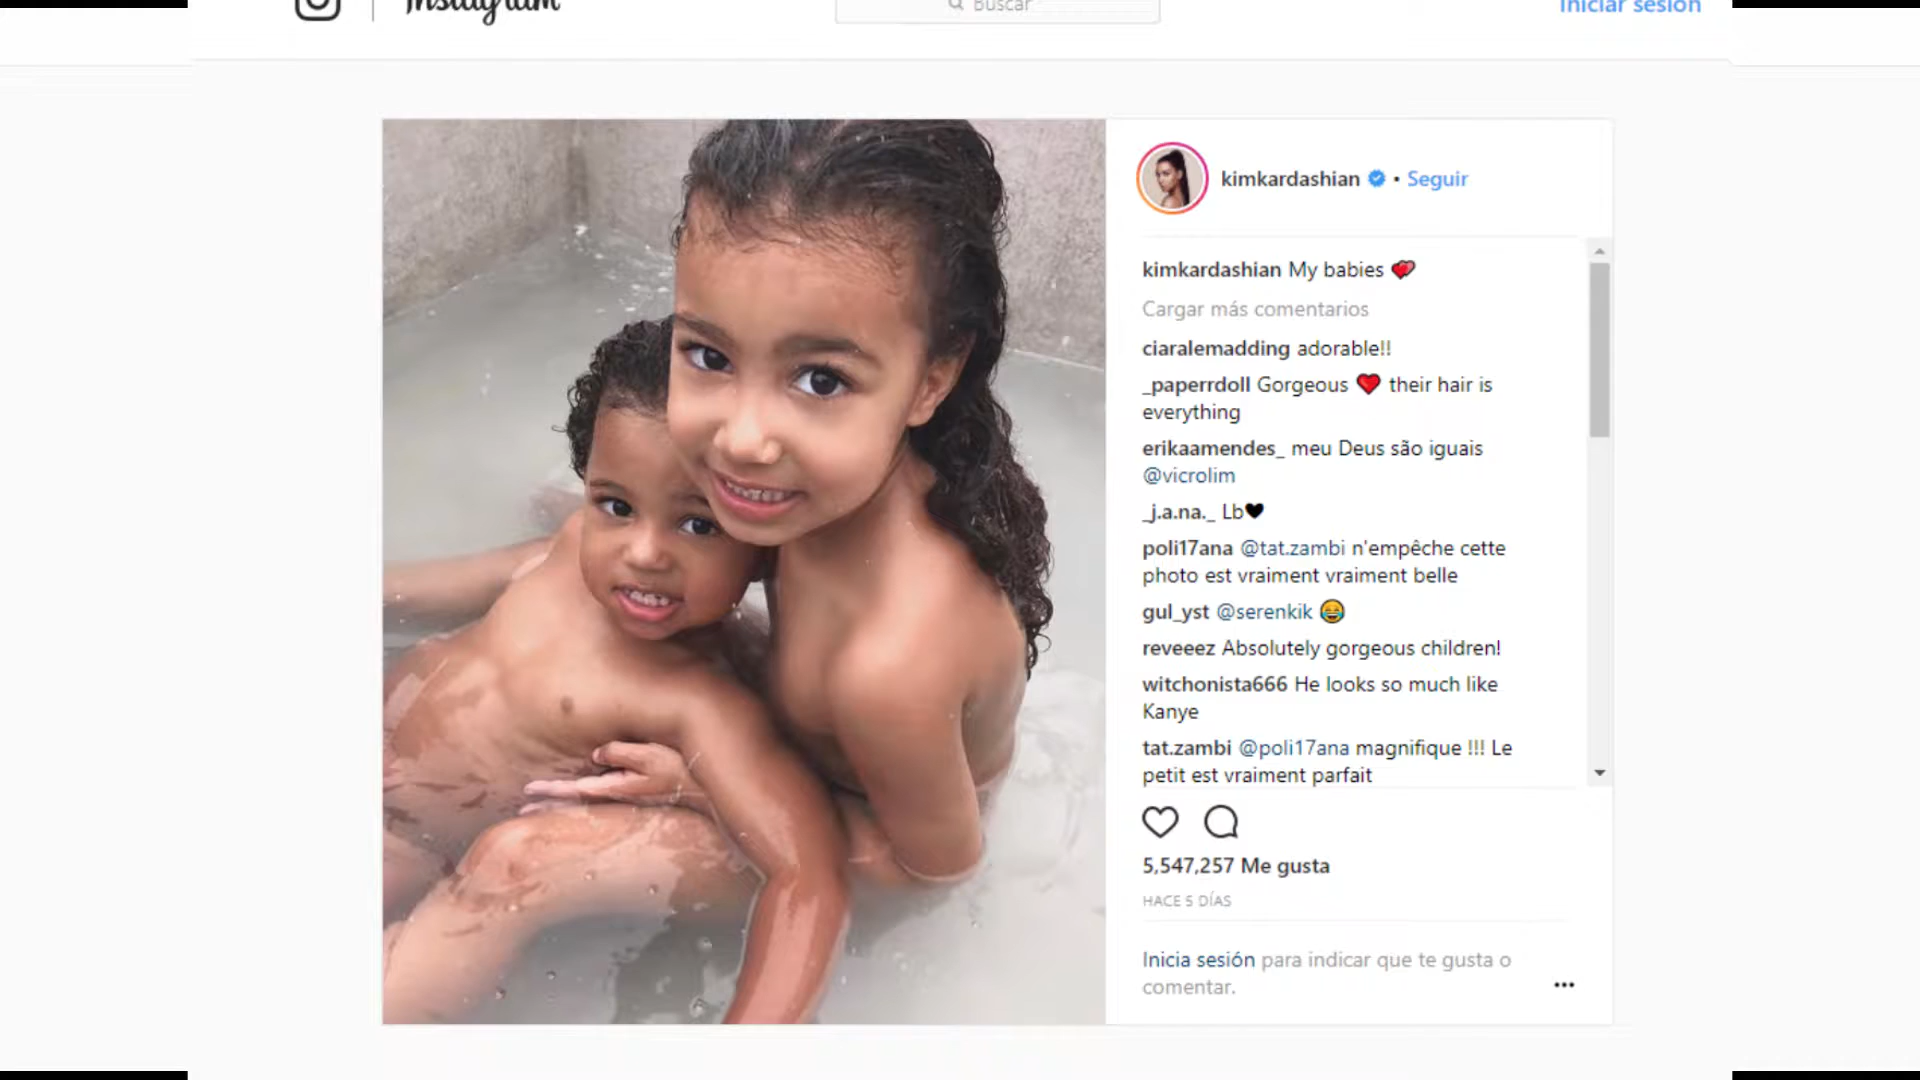 Instagram
Buscar
Iniciar sesión
kimkardashian • Seguir
kimkardashian My babies 💕
Cargar más comentarios
ciaralemadding adorable!!
_paperrdoll Gorgeous ❤ their hair is
everything
erikaamendes_ meu Deus são iguais
@vicrolim
_j.a.na._ Lb🖤
poli17ana @tat.zambi n'empêche cette
photo est vraiment vraiment belle
gul_yst @serenkik 😂
reveeez Absolutely gorgeous children!
witchonista666 He looks so much like
Kanye
tat.zambi @poli17ana magnifique !!! Le
petit est vraiment parfait
5,547,257 Me gusta
HACE 5 DÍAS
Inicia sesión para indicar que te gusta o
comentar.